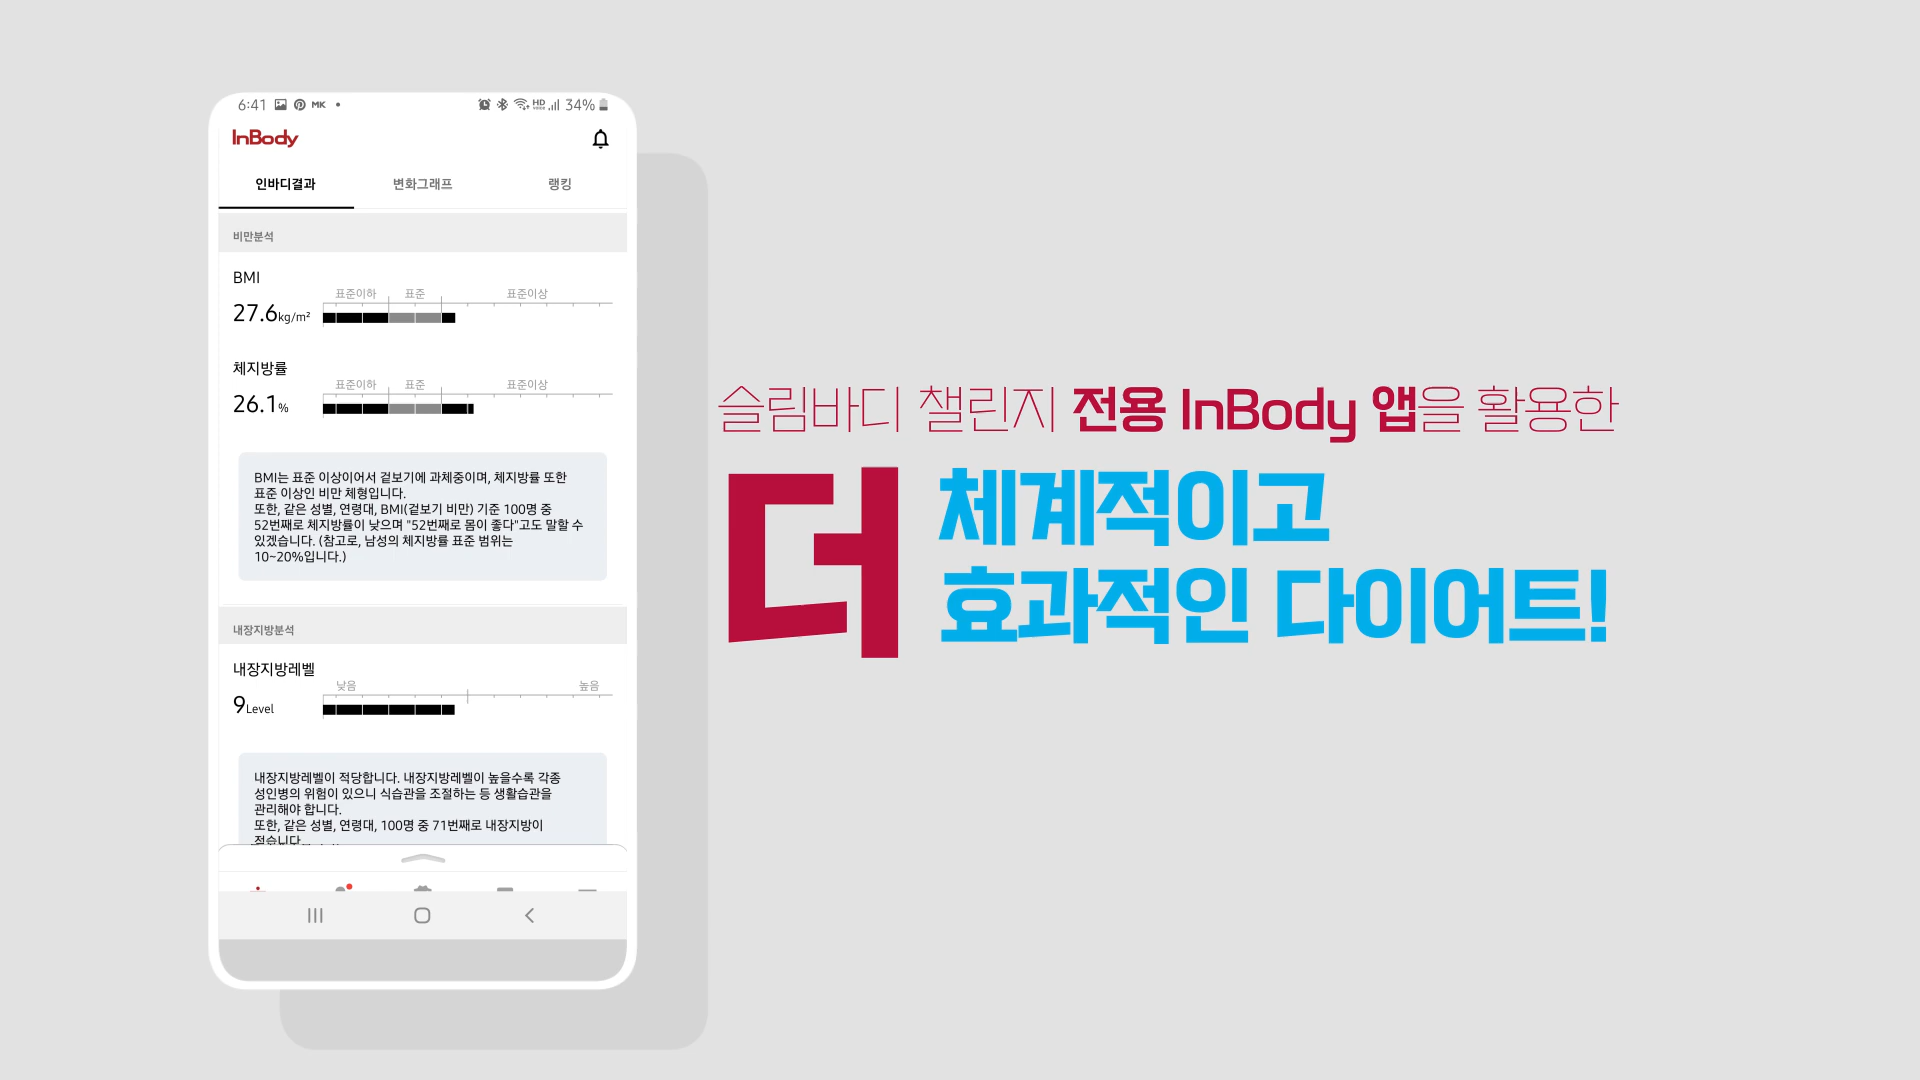 6:41 MK HD 34%
InBody
인바디결과 변화그래프 랭킹
비만분석
BMI
표준이하 표준 표준이상
27.6kg/m²
체지방률
표준이하 표준 표준이상
26.1%
BMI는 표준 이상이어서 겉보기에 과체중이며, 체지방률 또한
표준 이상인 비만 체형입니다.
또한, 같은 성별, 연령대, BMI(겉보기 비만) 기준 100명 중
52번째로 체지방률이 낮으며 "52번째로 몸이 좋다"고도 말할 수
있겠습니다. (참고로, 남성의 체지방률 표준 범위는
10~20%입니다.)
내장지방분석
내장지방레벨
낮음 높음
9Level
내장지방레벨이 적당합니다. 내장지방레벨이 높을수록 각종
성인병의 위험이 있으니 식습관을 조절하는 등 생활습관을
관리해야 합니다.
또한, 같은 성별, 연령대, 100명 중 71번째로 내장지방이
적습니다.
슬림바디 챌린지 전용 InBody 앱을 활용한
더 체계적이고
효과적인 다이어트!